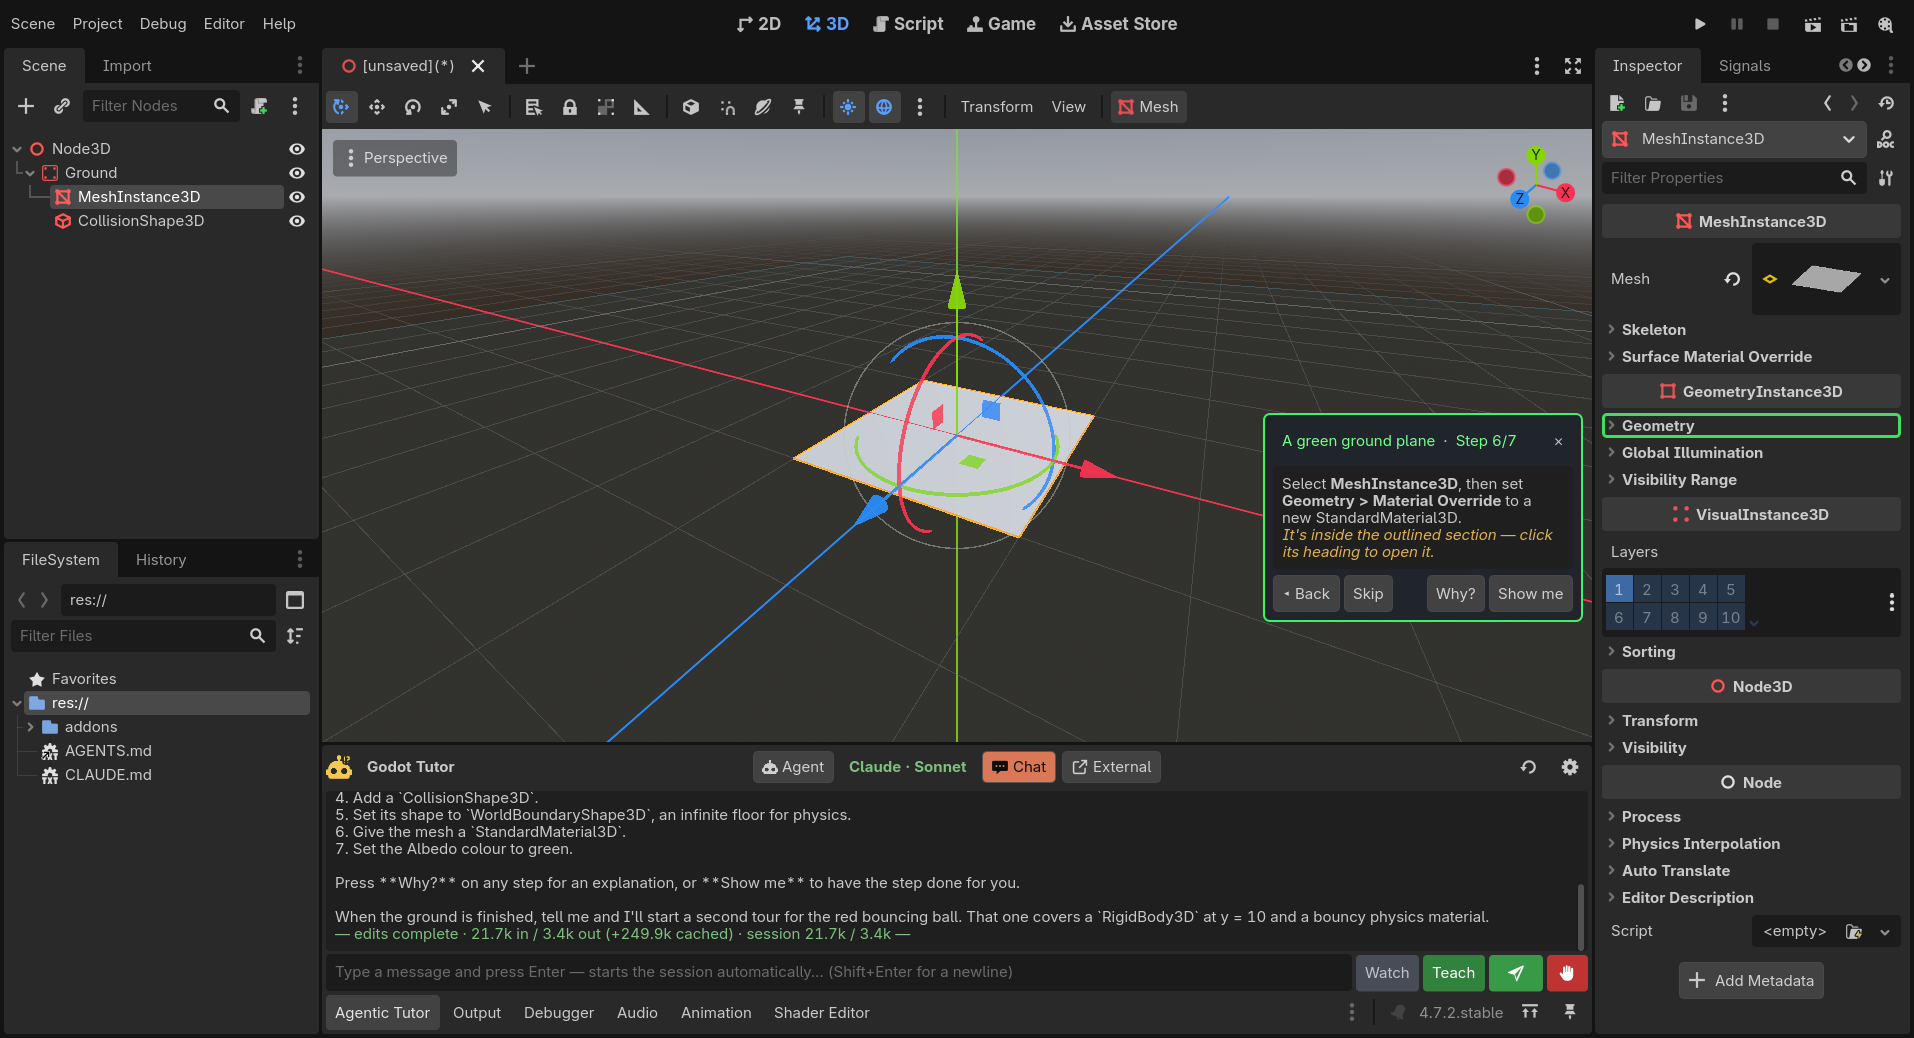 Scene Project Debug Editor Help
2D 3D Script Game Asset Store
Scene Import
Filter Nodes
Node3D
Ground
MeshInstance3D
CollisionShape3D
FileSystem History
res://
Filter Files
Favorites
res://
addons
AGENTS.md
CLAUDE.md
[unsaved](*)
Transform View Mesh
Perspective
Y
X
Z
A green ground plane · Step 6/7 ×
Select MeshInstance3D, then set
Geometry > Material Override to a
new StandardMaterial3D.
It's inside the outlined section — click
its heading to open it.
Back Skip Why? Show me
Godot Tutor Agent Claude · Sonnet Chat External
4. Add a `CollisionShape3D`.
5. Set its shape to `WorldBoundaryShape3D`, an infinite floor for physics.
6. Give the mesh a `StandardMaterial3D`.
7. Set the Albedo colour to green.
Press **Why?** on any step for an explanation, or **Show me** to have the step done for you.
When the ground is finished, tell me and I'll start a second tour for the red bouncing ball. That one covers a `RigidBody3D` at y = 10 and a bouncy physics material.
— edits complete · 21.7k in / 3.4k out (+249.9k cached) · session 21.7k / 3.4k —
Type a message and press Enter — starts the session automatically... (Shift+Enter for a newline) Watch Teach
Agentic Tutor Output Debugger Audio Animation Shader Editor 4.7.2.stable
Inspector Signals
MeshInstance3D
Filter Properties
MeshInstance3D
Mesh
Skeleton
Surface Material Override
GeometryInstance3D
Geometry
Global Illumination
Visibility Range
VisualInstance3D
Layers
1 2 3 4 5
6 7 8 9 10
Sorting
Node3D
Transform
Visibility
Node
Process
Physics Interpolation
Auto Translate
Editor Description
Script <empty>
Add Metadata